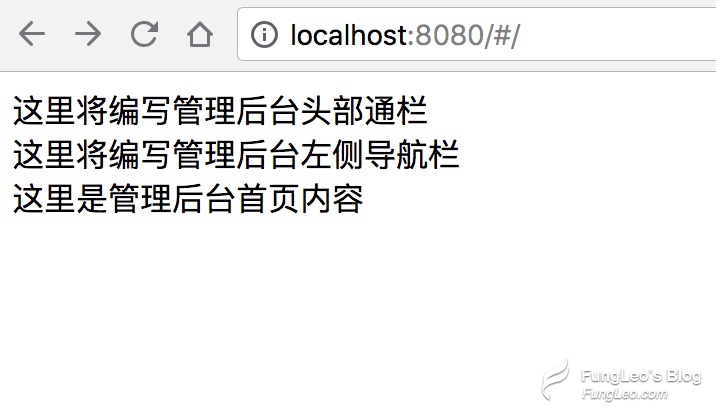 localhost:8080/#/
这里将编写管理后台头部通栏
这里将编写管理后台左侧导航栏
这里是管理后台首页内容
FungLeo's Blog
FungLeo.com